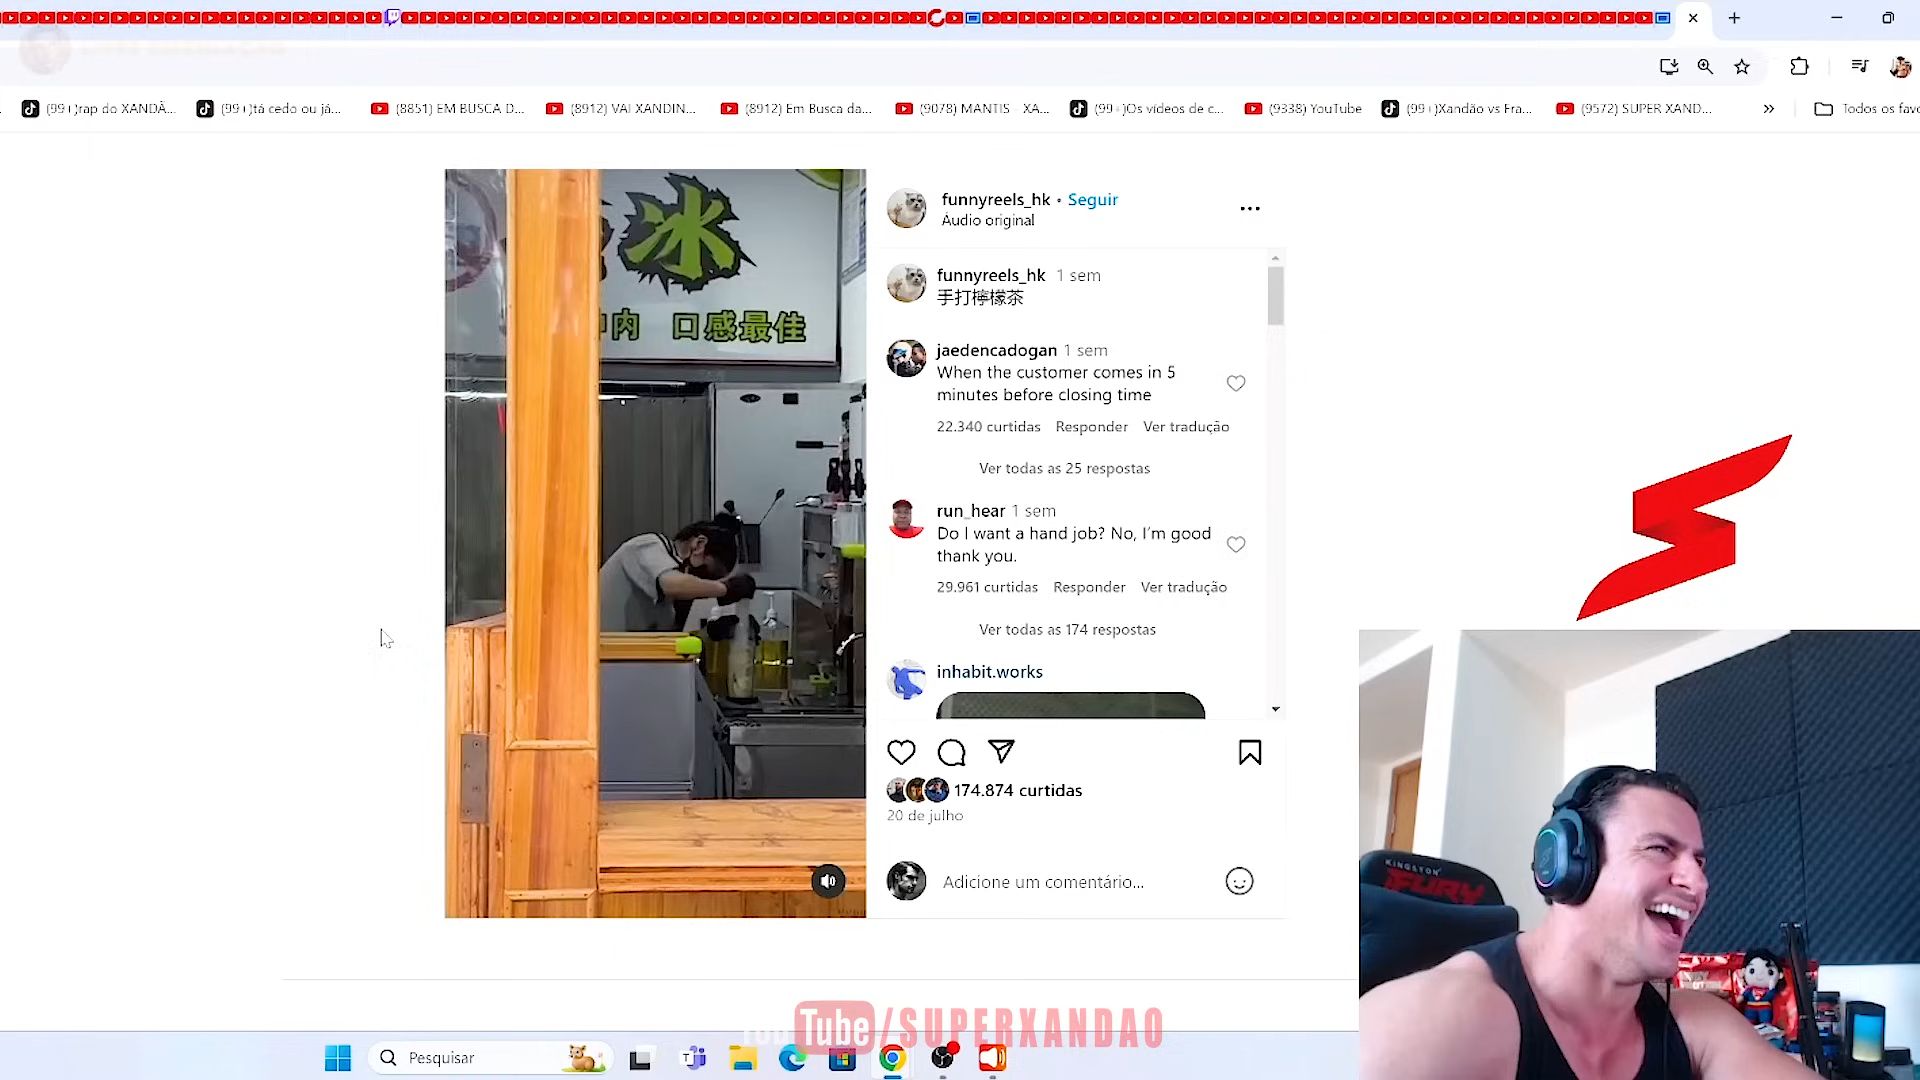 (99+)rap do XANDÃ...
(99+)tá cedo ou já...
(8851) EM BUSCA D...
(8912) VAI XANDIN...
(8912) Em Busca da...
(9078) MANTIS - XA...
(99+)Os vídeos de c...
(9338) YouTube
(99+)Xandão vs Fra...
(9572) SUPER XAND...
Todos os favo
冰
肉 口感最佳
funnyreels_hk • Seguir
Áudio original
funnyreels_hk 1 sem
手打檸檬茶
jaedencadogan 1 sem
When the customer comes in 5
minutes before closing time
22.340 curtidas Responder Ver tradução
Ver todas as 25 respostas
run_hear 1 sem
Do I want a hand job? No, I'm good
thank you.
29.961 curtidas Responder Ver tradução
Ver todas as 174 respostas
inhabit.works
174.874 curtidas
20 de julho
Adicione um comentário...
KINGSTON
FURY
YouTube/SUPERXANDAO
Pesquisar